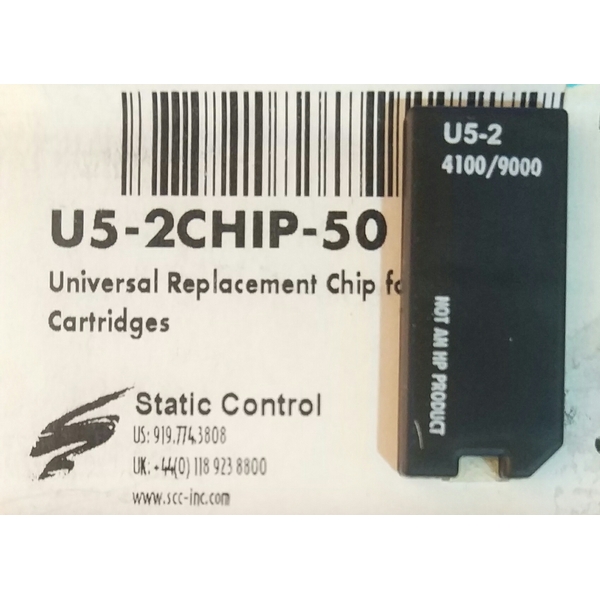 U5-2CHIP-50
Universal Replacement Chip fo
Cartridges
Static Control
US: 919.774.3808
UK: +44(0) 118 923 8800
www.scc-inc.com
U5-2
4100/9000
NOT AN HP PRODUCT